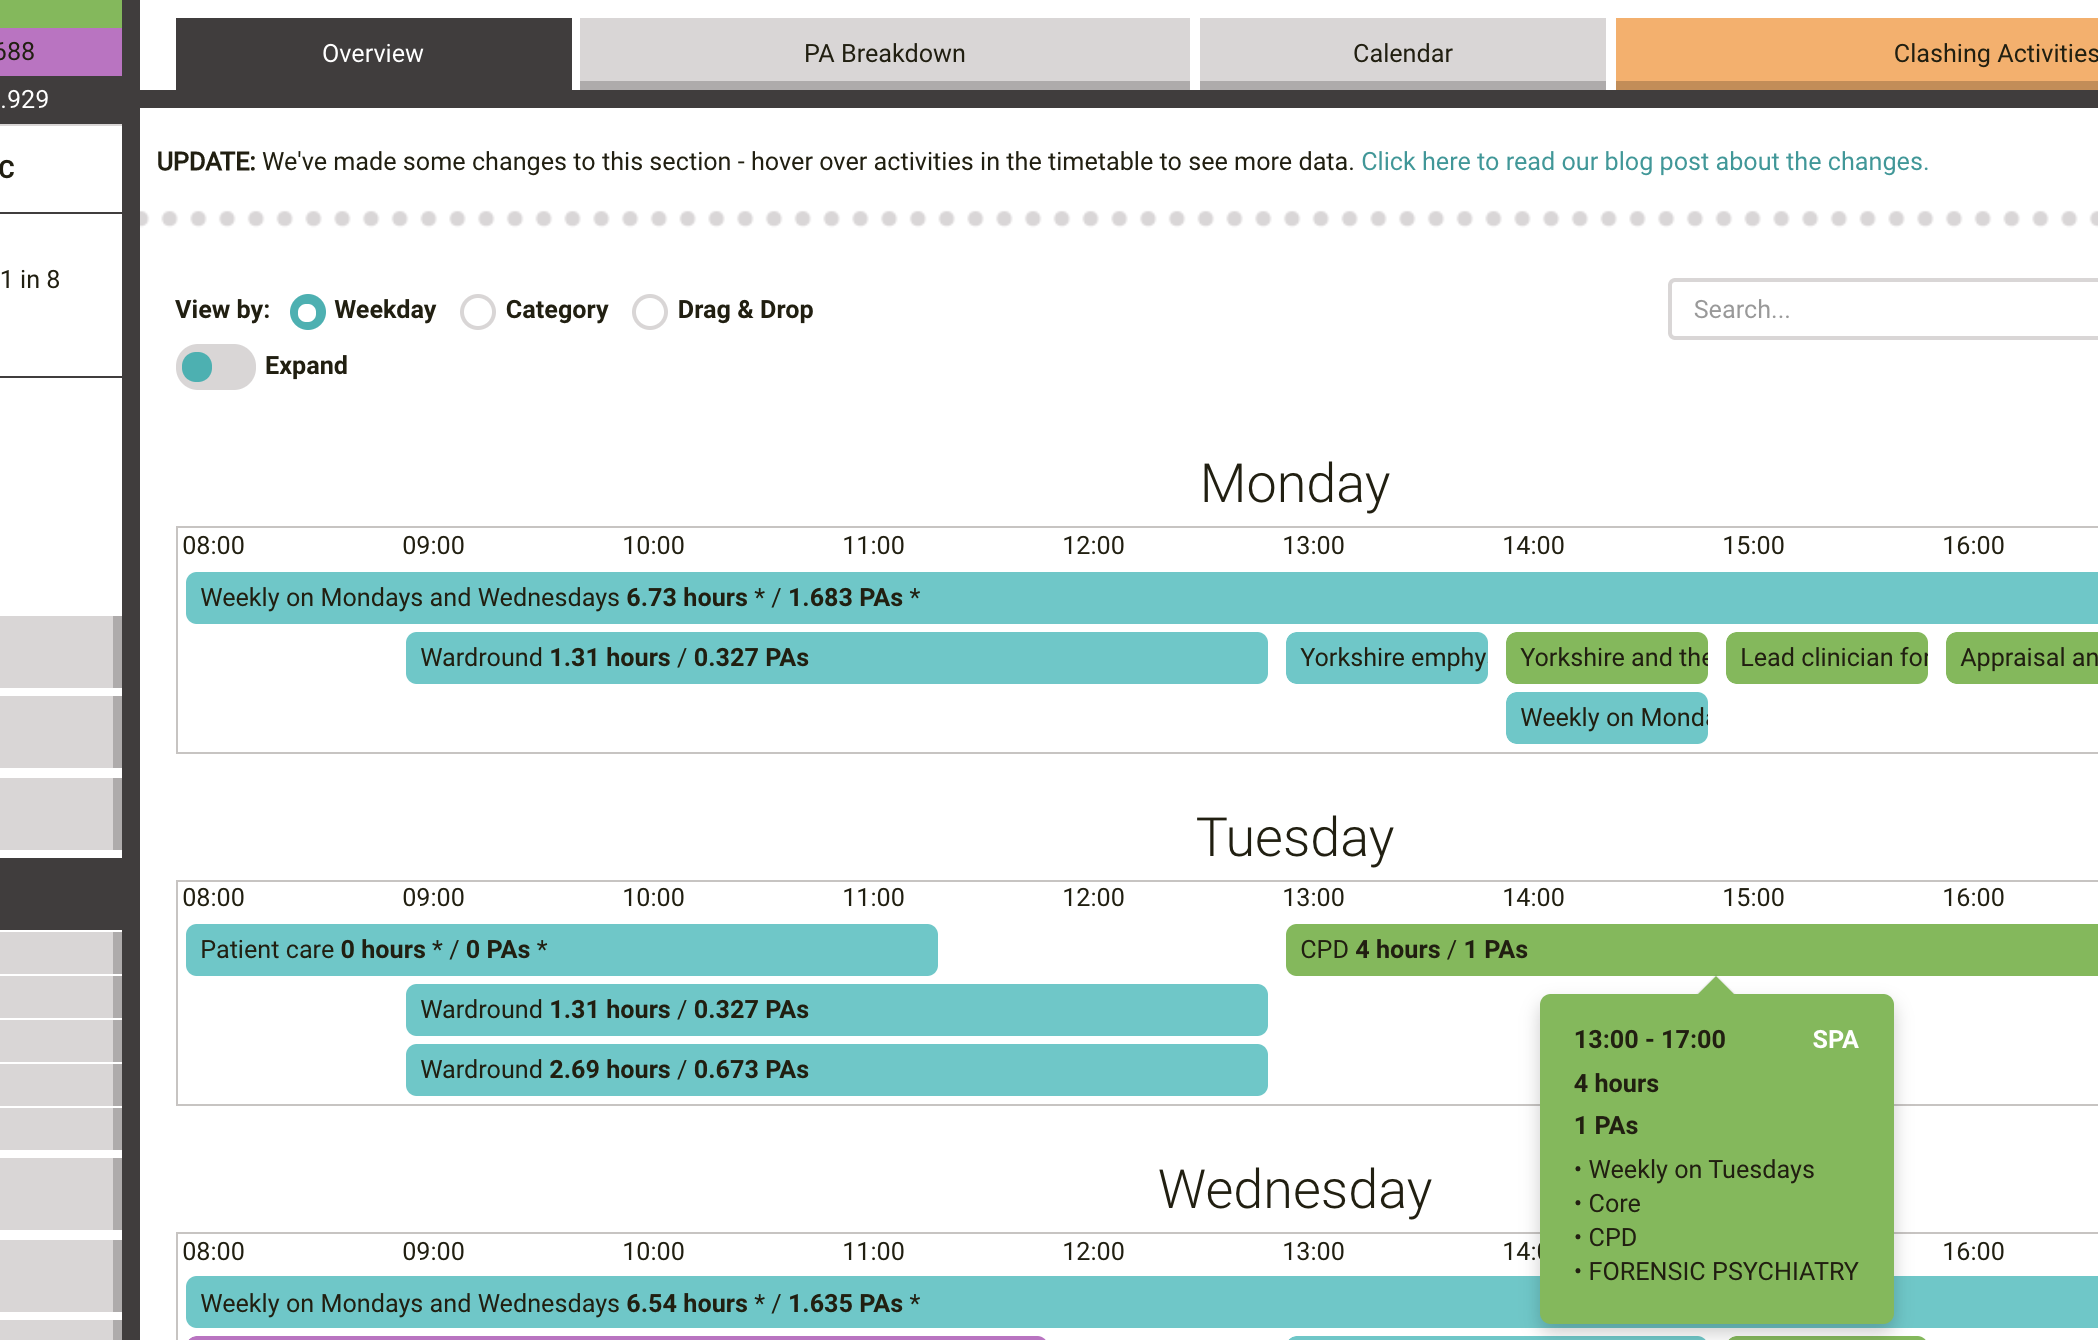 688
.929
C
1 in 8
Overview
PA Breakdown
Calendar
Clashing Activities
UPDATE: We've made some changes to this section - hover over activities in the timetable to see more data. Click here to read our blog post about the changes.
View by: Weekday Category Drag & Drop
Search...
Expand
Monday
08:00 09:00 10:00 11:00 12:00 13:00 14:00 15:00 16:00
Weekly on Mondays and Wednesdays 6.73 hours * / 1.683 PAs *
Wardround 1.31 hours / 0.327 PAs
Yorkshire emphy
Yorkshire and the
Lead clinician for
Appraisal an
Weekly on Monda
Tuesday
08:00 09:00 10:00 11:00 12:00 13:00 14:00 15:00 16:00
Patient care 0 hours * / 0 PAs *
CPD 4 hours / 1 PAs
Wardround 1.31 hours / 0.327 PAs
Wardround 2.69 hours / 0.673 PAs
13:00 - 17:00 SPA
4 hours
1 PAs
• Weekly on Tuesdays
• Core
• CPD
• FORENSIC PSYCHIATRY
Wednesday
08:00 09:00 10:00 11:00 12:00 13:00 14:0 16:00
Weekly on Mondays and Wednesdays 6.54 hours * / 1.635 PAs *